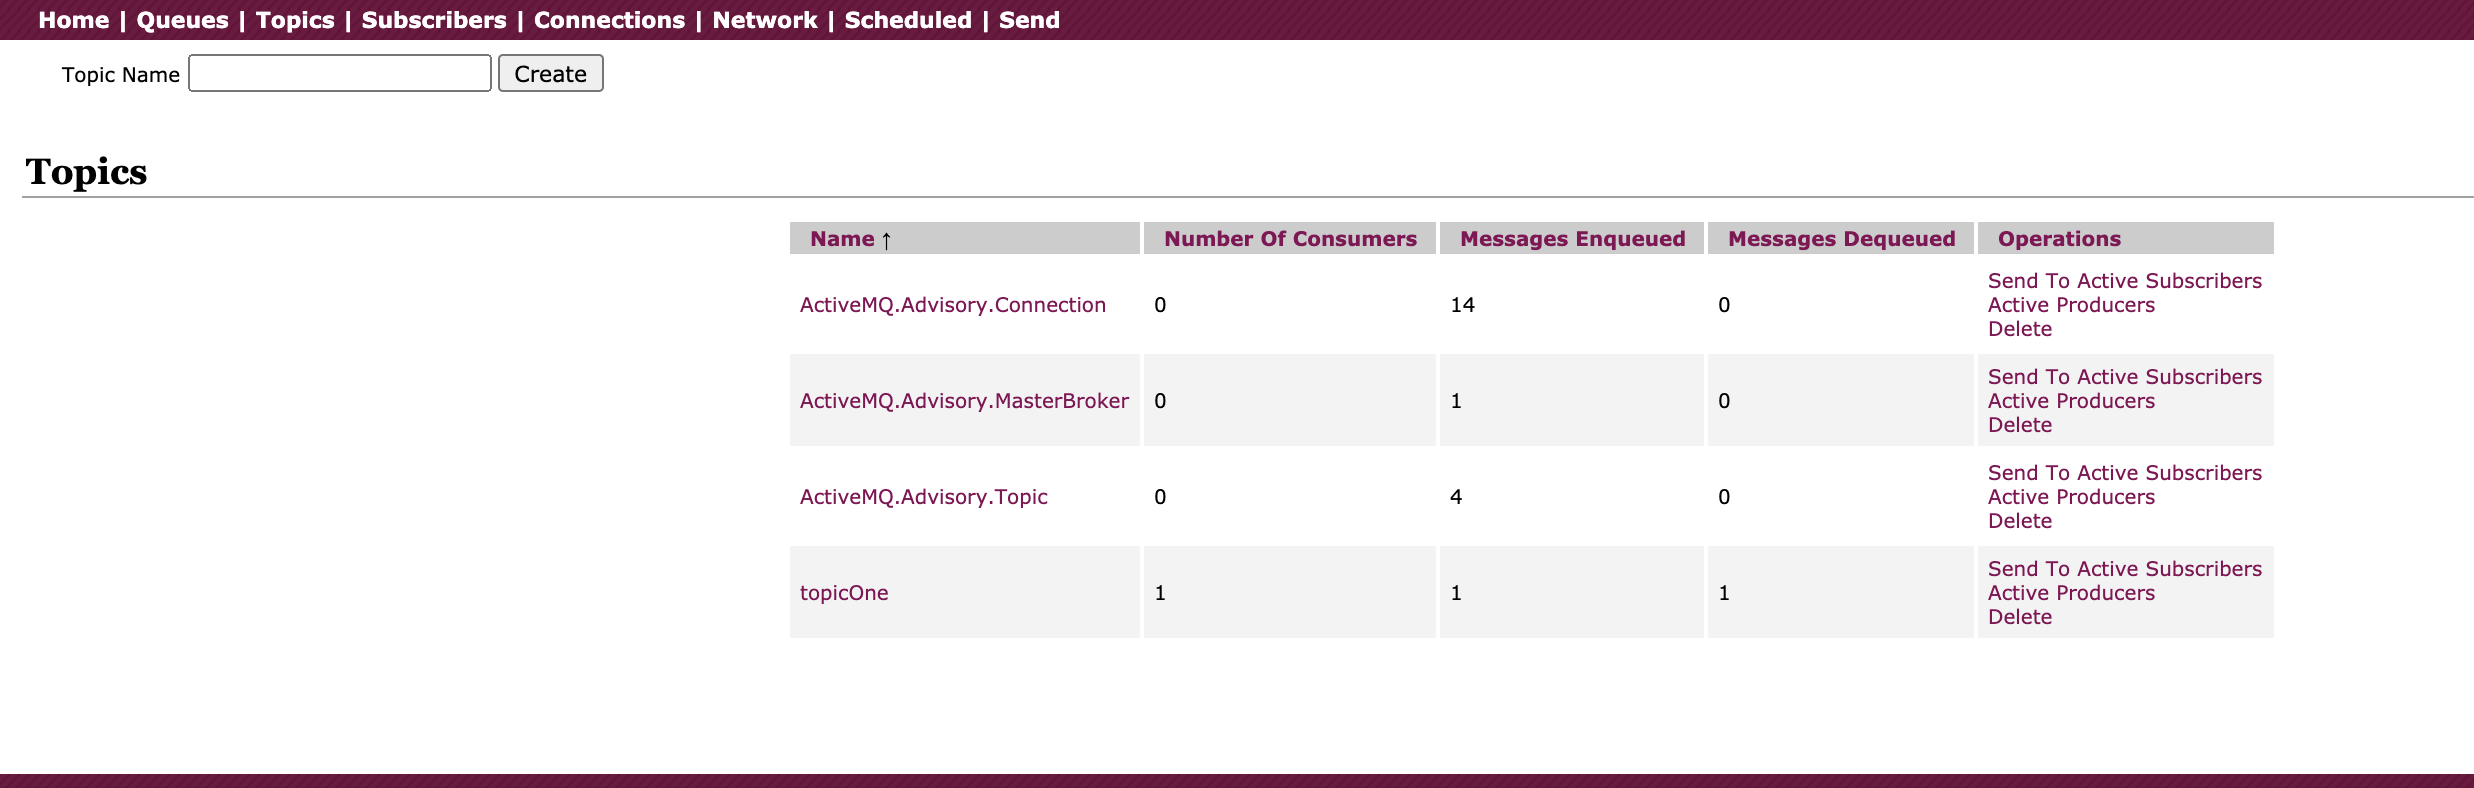 Home | Queues | Topics | Subscribers | Connections | Network | Scheduled | Send
Topic Name Create
Topics
Name ↑ Number Of Consumers Messages Enqueued Messages Dequeued Operations
ActiveMQ.Advisory.Connection 0 14 0 Send To Active Subscribers
Active Producers
Delete
ActiveMQ.Advisory.MasterBroker 0 1 0 Send To Active Subscribers
Active Producers
Delete
ActiveMQ.Advisory.Topic 0 4 0 Send To Active Subscribers
Active Producers
Delete
topicOne 1 1 1 Send To Active Subscribers
Active Producers
Delete